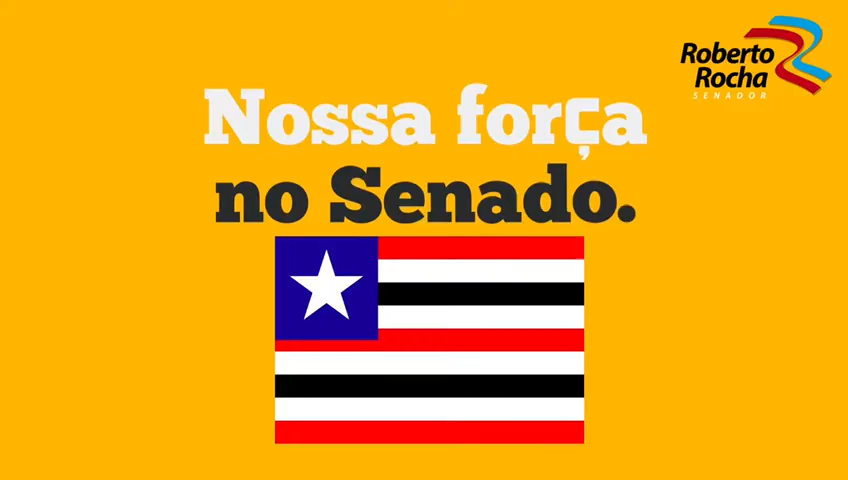 Roberto
Rocha
SENADOR
Nossa força
no Senado.